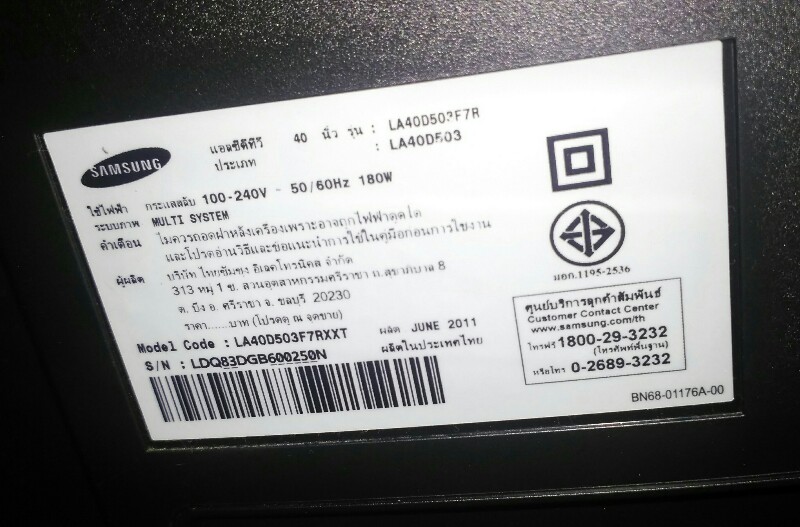 SAMSUNG
แอลซีดีทีวี 40 นิ้ว รุ่น : LA40D503F7R
ประเภท : LA40D503
ใช้ไฟฟ้า กระแสสลับ 100-240V ~ 50/60Hz 180W
ระบบภาพ MULTI SYSTEM
คำเตือน ไม่ควรถอดฝาหลังเครื่องเพราะอาจถูกไฟฟ้าดูดได้
และโปรดอ่านวิธีและข้อแนะนำการใช้ในคู่มือก่อนการใช้งาน
ผู้ผลิต บริษัท ไทยซัมซุง อิเลคโทรนิคส์ จำกัด
313 หมู่ 1 ซ. สวนอุตสาหกรรมศรีราชา ถ.สุขาภิบาล 8
ต. บึง อ. ศรีราชา จ. ชลบุรี 20230
ราคา......บาท (โปรดดู ณ จุดขาย)
Model Code : LA40D503F7RXXT ผลิต JUNE 2011
S/N : LDQ83DGB600250N ผลิตในประเทศไทย
มอก.1195-2536
ศูนย์บริการลูกค้าสัมพันธ์
Customer Contact Center
www.samsung.com/th
โทรฟรี 1800-29-3232
(โทรศัพท์พื้นฐาน)
หรือโทร 0-2689-3232
BN68-01176A-00